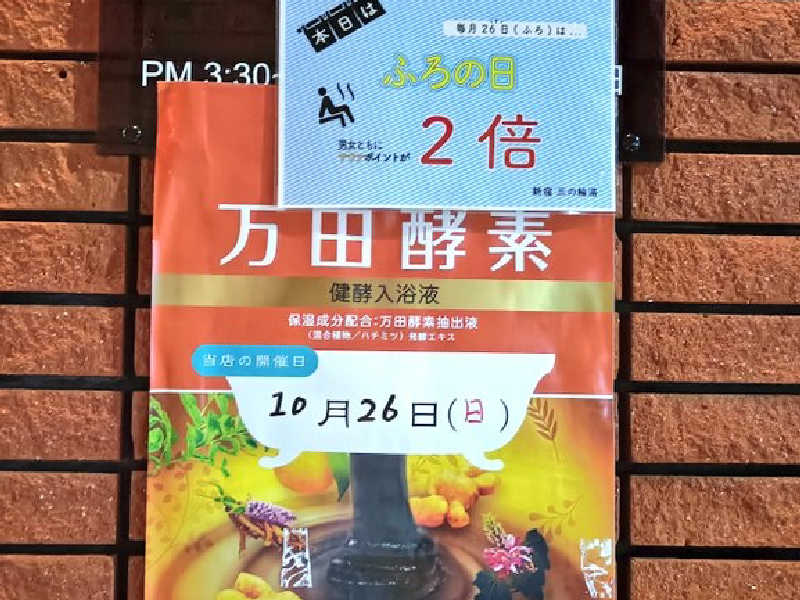 本日は
毎月26日(ふろ)は...
ふろの日
男女ともに
サウナポイントが
2倍
新宿 三の輪湯
PM 3:30~
万田酵素
健酵入浴液
保湿成分配合:万田酵素抽出液
(混合植物/ハチミツ) 発酵エキス
当店の開催日
10月26日(日)